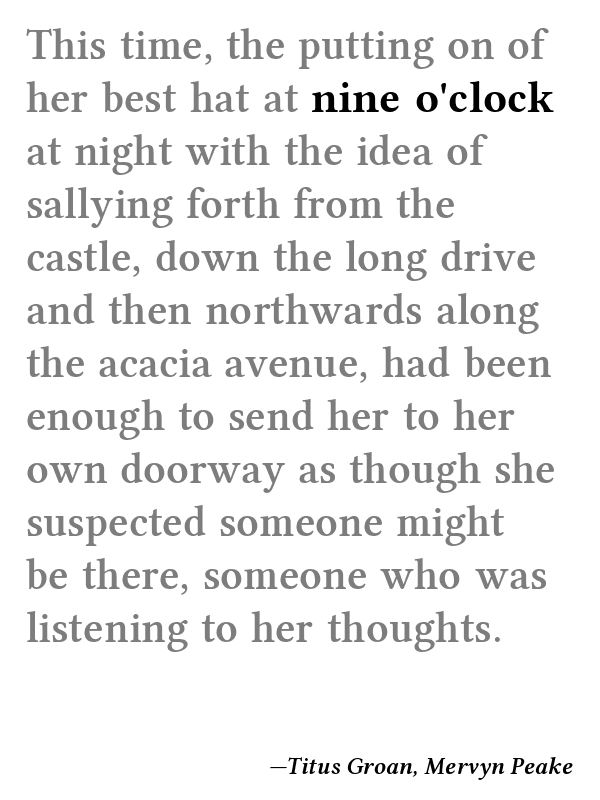 This time, the putting on of
her best hat at nine o'clock
at night with the idea of
sallying forth from the
castle, down the long drive
and then northwards along
the acacia avenue, had been
enough to send her to her
own doorway as though she
suspected someone might
be there, someone who was
listening to her thoughts.
—Titus Groan, Mervyn Peake